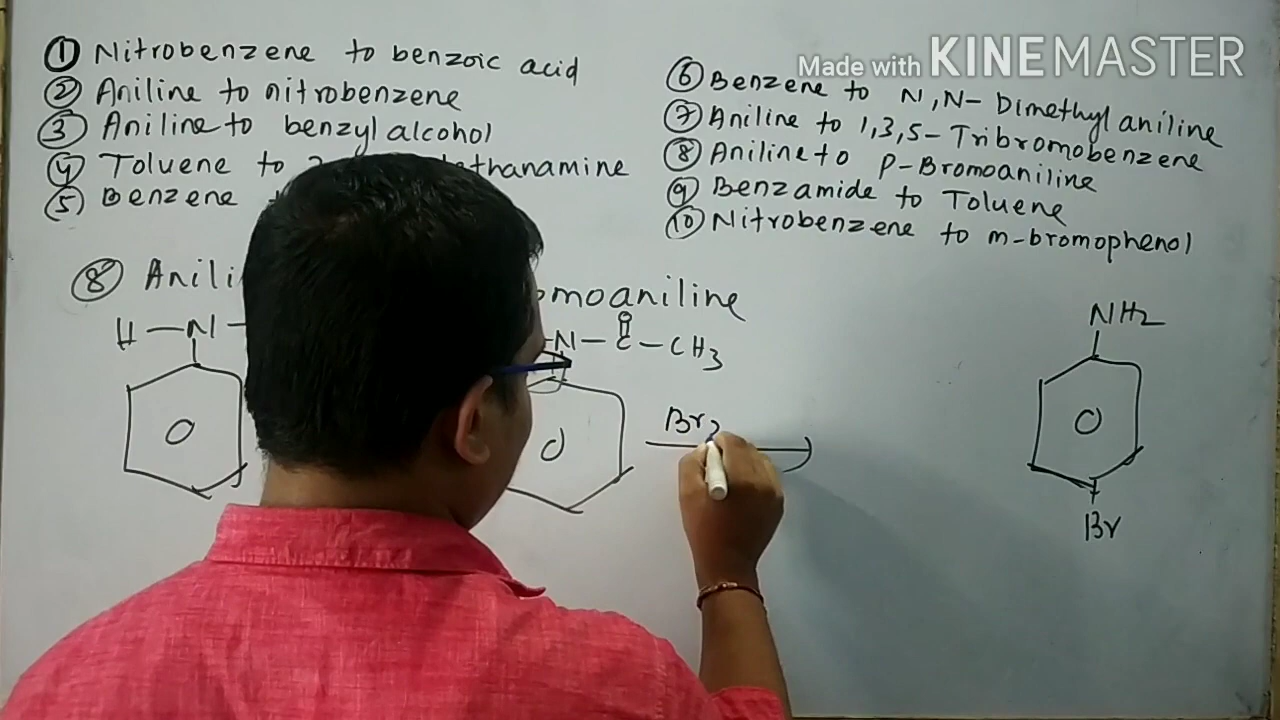 ① Nitrobenzene to benzoic acid
② Aniline to nitrobenzene
③ Aniline to benzyl alcohol
④ Toluene to thanamine
⑤ Benzene
Made with KINEMASTER
⑥ Benzene to N,N- Dimethyl aniline
⑦ Aniline to 1,3,5- Tribromobenzene
⑧ Aniline to p-Bromoaniline
⑨ Benzamide to Toluene
⑩ Nitrobenzene to m-bromophenol
⑧ Anili omoaniline
H — N —
N — C — CH3
O
Br2
NH2
Br